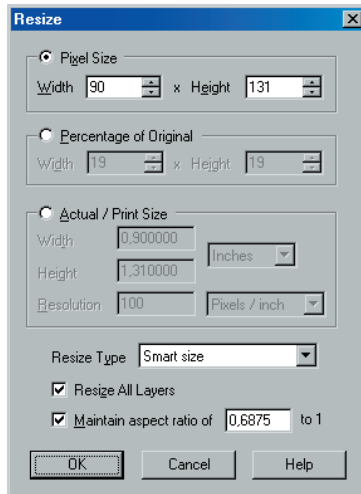 Resize
Pixel Size
Width 90 x Height 131
Percentage of Original
Width 19 x Height 19
Actual / Print Size
Width 0,900000
Inches
Height 1,310000
Resolution 100 Pixels / inch
Resize Type Smart size
Resize All Layers
Maintain aspect ratio of 0,6875 to 1
OK Cancel Help